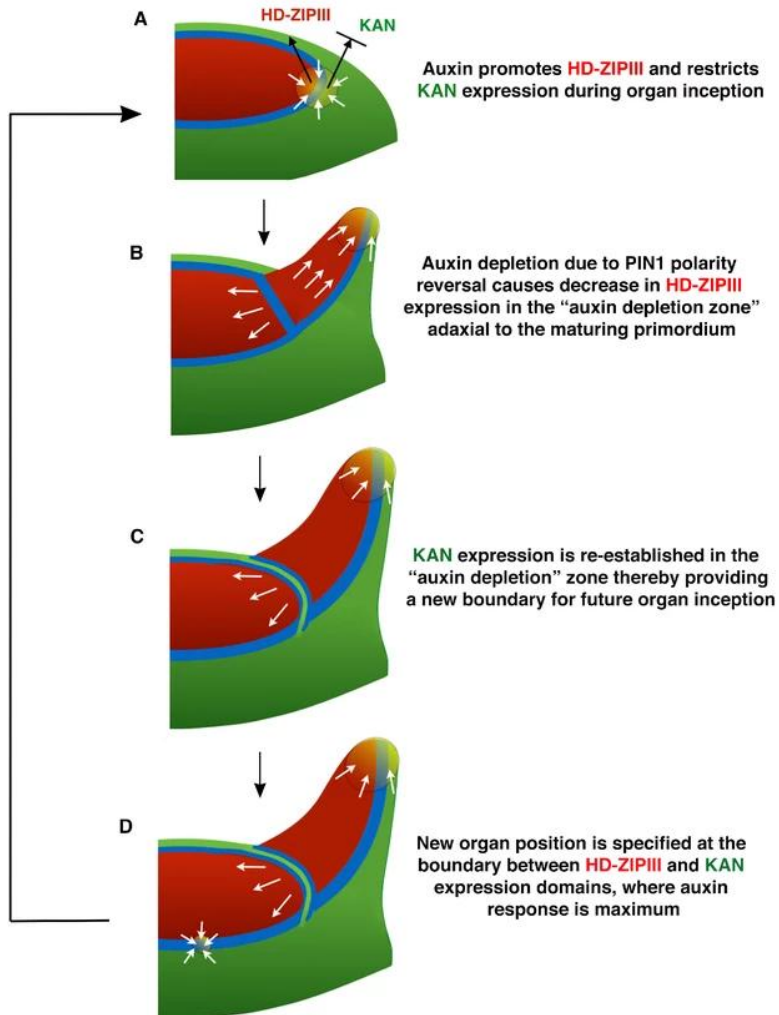 A
HD-ZIPIII
KAN
Auxin promotes HD-ZIPIII and restricts
KAN expression during organ inception
B
Auxin depletion due to PIN1 polarity
reversal causes decrease in HD-ZIPIII
expression in the “auxin depletion zone”
adaxial to the maturing primordium
C
KAN expression is re-established in the
“auxin depletion” zone thereby providing
a new boundary for future organ inception
D
New organ position is specified at the
boundary between HD-ZIPIII and KAN
expression domains, where auxin
response is maximum